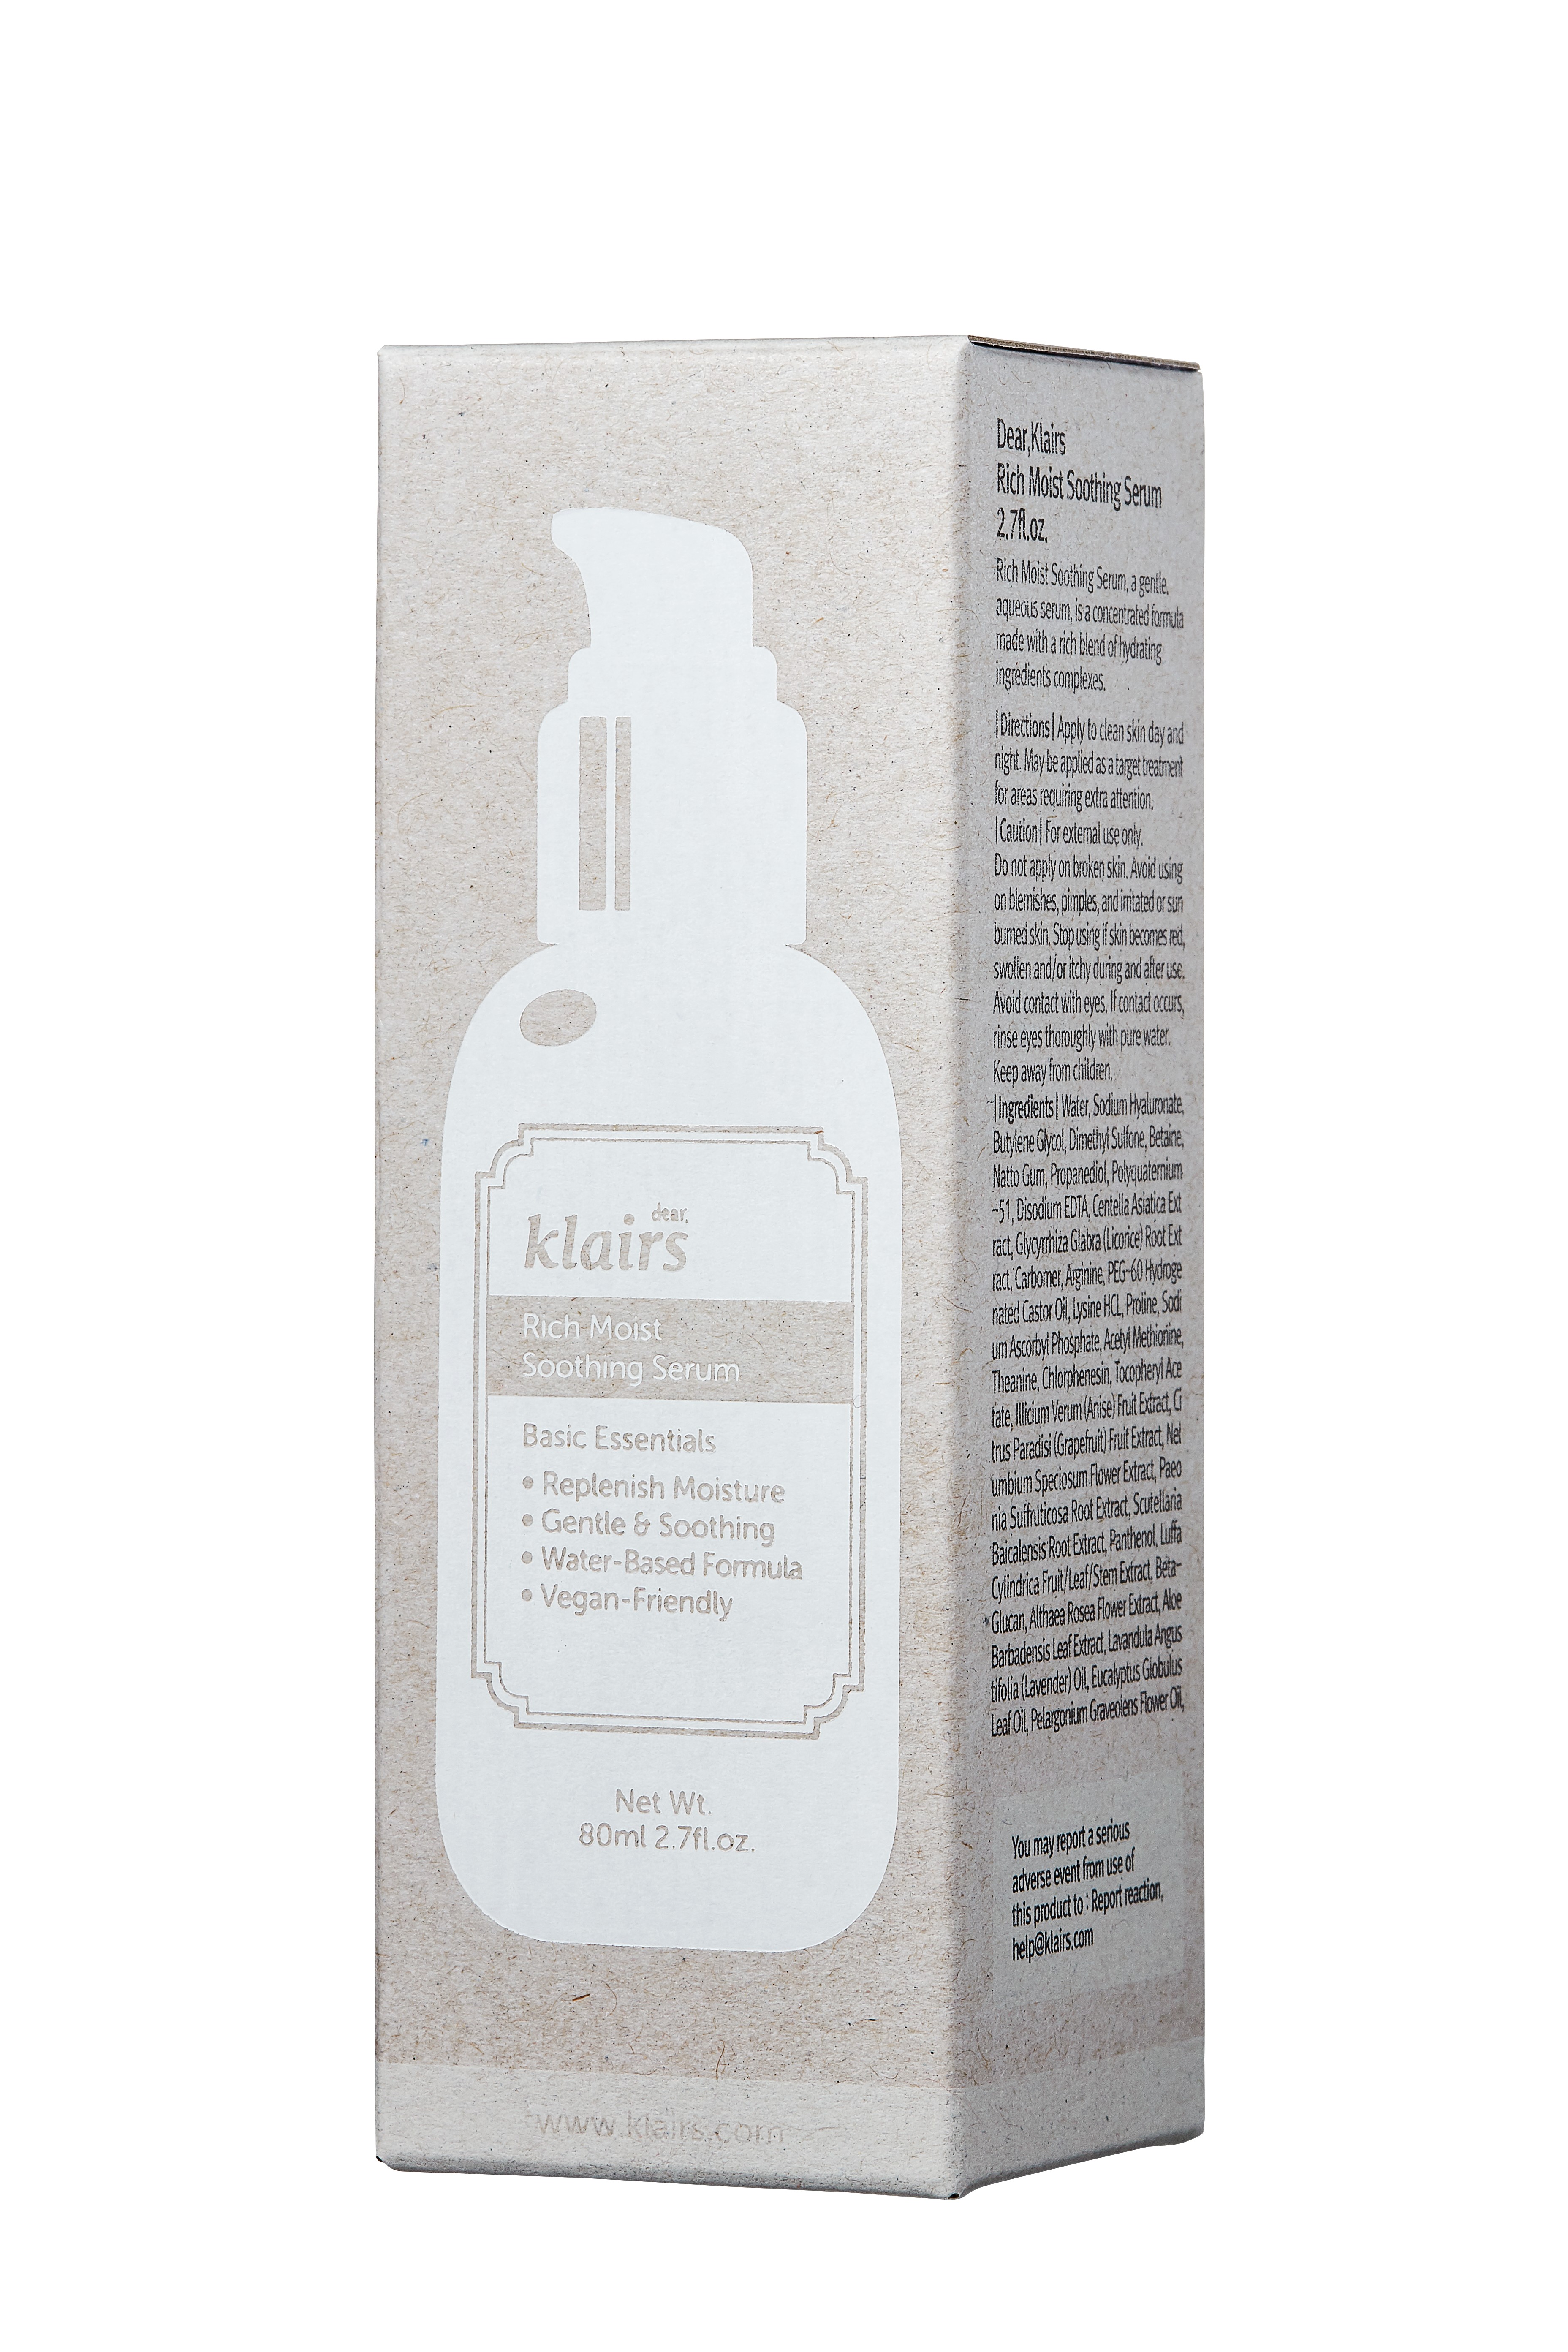 dear,
klairs
Rich Moist
Soothing Serum
Basic Essentials
• Replenish Moisture
• Gentle & Soothing
• Water-Based Formula
• Vegan-Friendly
Net Wt.
80ml 2.7fl.oz.
www.klairs.com
Dear,Klairs
Rich Moist Soothing Serum
2.7fl.oz.
Rich Moist Soothing Serum, a gentle,
aqueous serum, is a concentrated formula
made with a rich blend of hydrating
ingredients complexes.
|Directions| Apply to clean skin day and
night. May be applied as a target treatment
for areas requiring extra attention.
|Caution| For external use only.
Do not apply on broken skin. Avoid using
on blemishes, pimples, and irritated or sun
burned skin. Stop using if skin becomes red,
swollen and/or itchy during and after use.
Avoid contact with eyes. If contact occurs,
rinse eyes thoroughly with pure water.
Keep away from children.
|Ingredients| Water, Sodium Hyaluronate,
Butylene Glycol, Dimethyl Sulfone, Betaine,
Natto Gum, Propanediol, Polyquaternium
-51, Disodium EDTA, Centella Asiatica Ext
ract, Glycyrrhiza Glabra (Licorice) Root Ext
ract, Carbomer, Arginine, PEG-60 Hydroge
nated Castor Oil, Lysine HCL, Proline, Sodi
um Ascorbyl Phosphate, Acetyl Methionine,
Theanine, Chlorphenesin, Tocopheryl Ace
tate, Illicium Verum (Anise) Fruit Extract, Ci
trus Paradisi (Grapefruit) Fruit Extract, Nel
umbium Speciosum Flower Extract, Paeo
nia Suffruticosa Root Extract, Scutellaria
Baicalensis Root Extract, Panthenol, Luffa
Cylindrica Fruit/Leaf/Stem Extract, Beta-
Glucan, Althaea Rosea Flower Extract, Aloe
Barbadensis Leaf Extract, Lavandula Angus
tifolia (Lavender) Oil, Eucalyptus Globulus
Leaf Oil, Pelargonium Graveolens Flower Oil,
You may report a serious
adverse event from use of
this product to : Report reaction,
help@klairs.com